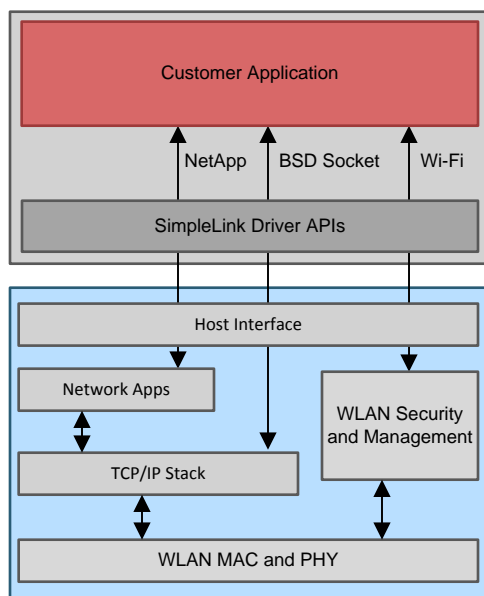 Customer Application
NetApp BSD Socket Wi-Fi
SimpleLink Driver APIs
Host Interface
Network Apps
WLAN Security
and Management
TCP/IP Stack
WLAN MAC and PHY